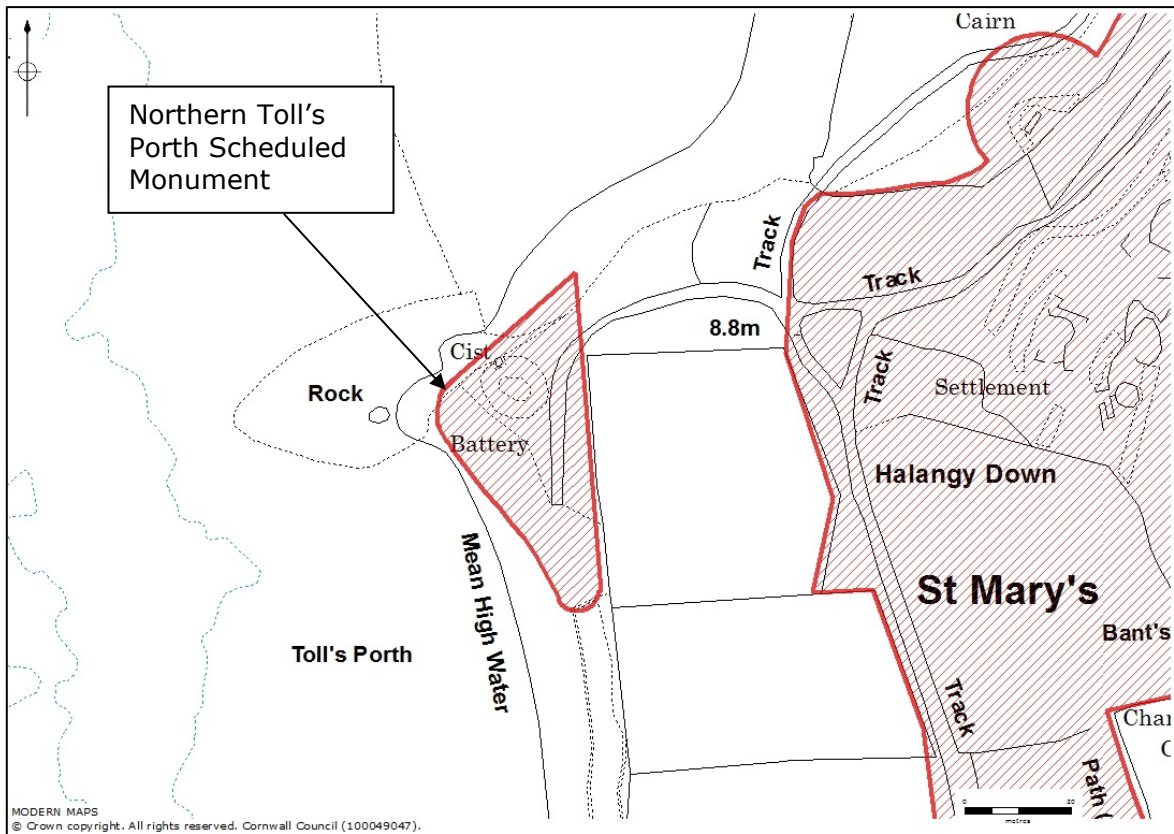 Cairn
Northern Toll’s
Porth Scheduled
Monument
Track
Track
8.8m
Cist
Rock
Track
Settlement
Battery
Halangy Down
Mean High Water
St Mary's
Bant's
Toll's Porth
Track
Path
0 20
metres
MODERN MAPS
© Crown copyright. All rights reserved. Cornwall Council (100049047).